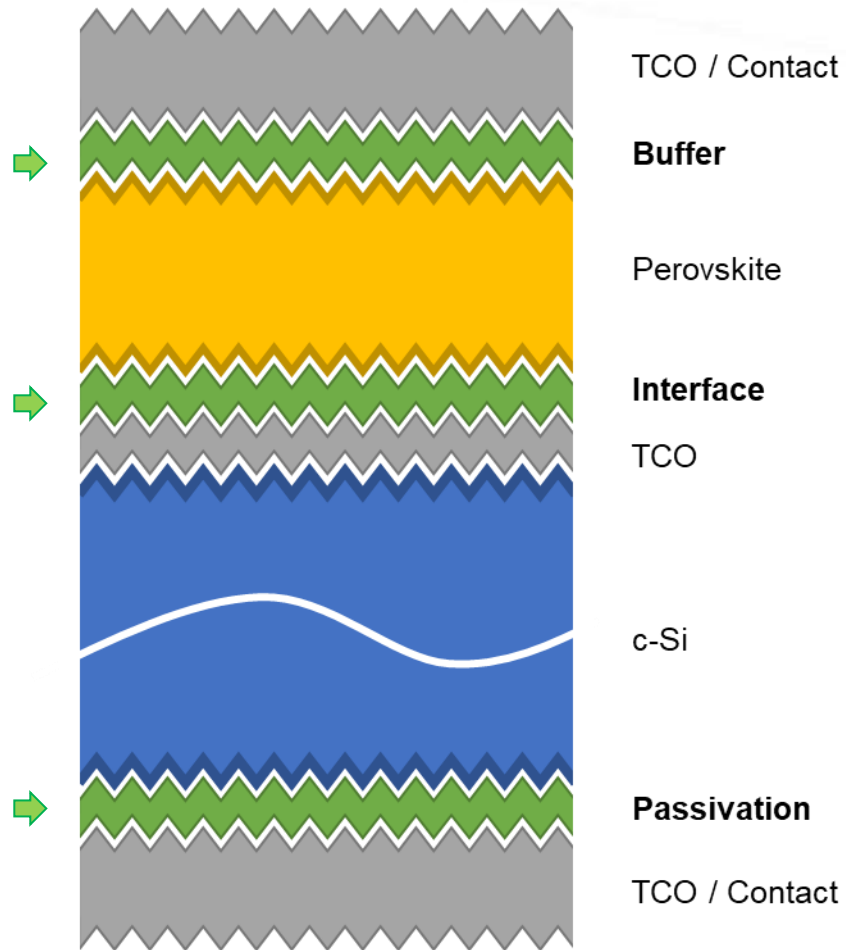 TCO / Contact
Buffer
Perovskite
Interface
TCO
c-Si
Passivation
TCO / Contact